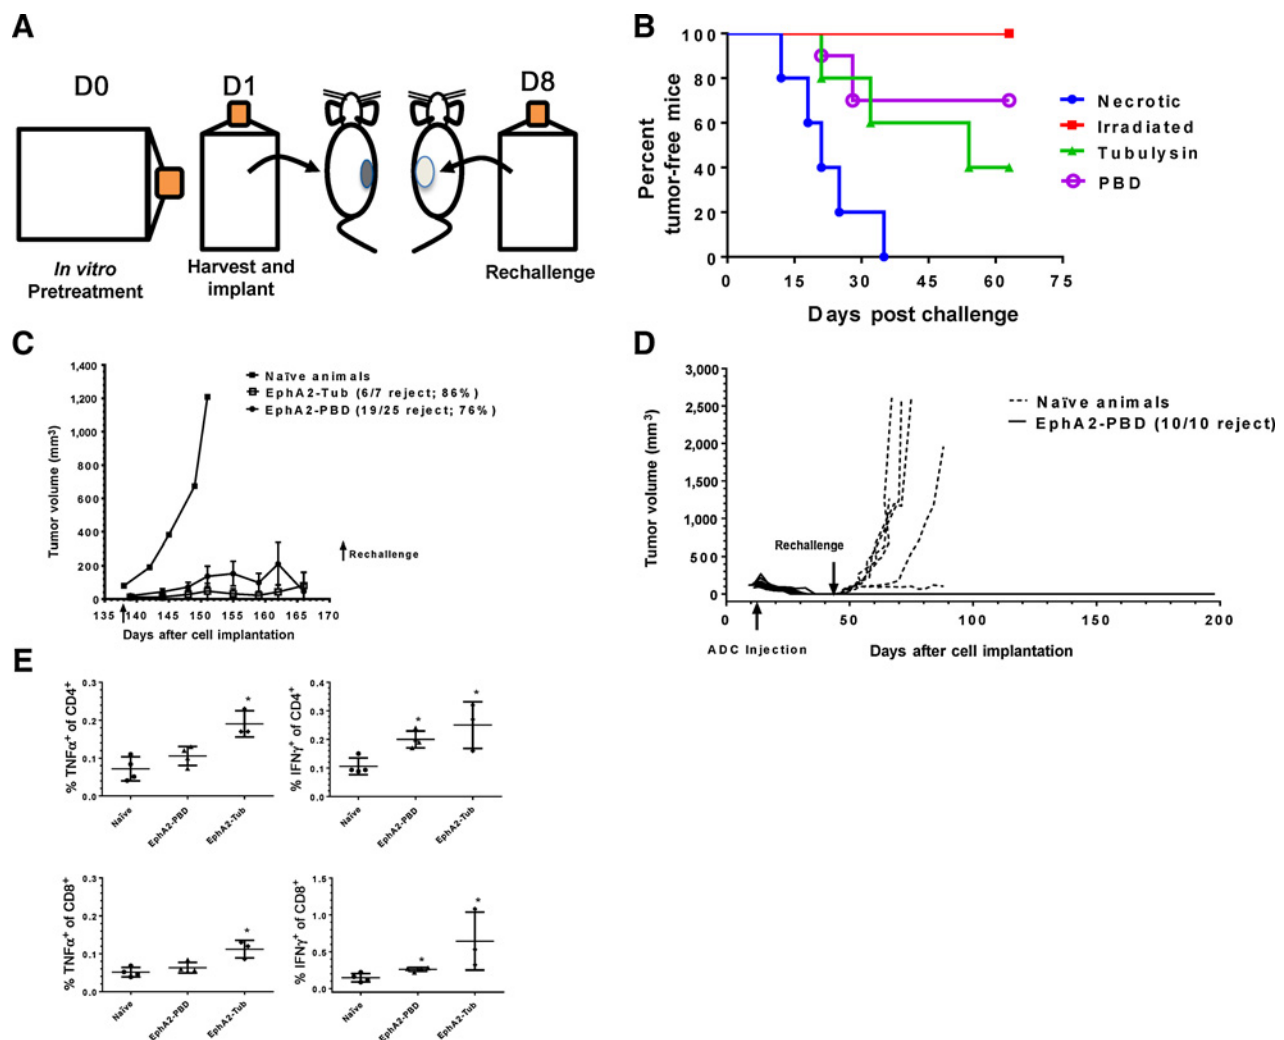 A
D0
D1
D8
In vitro
Pretreatment
Harvest and
implant
Rechallenge
B
Percent
tumor-free mice
100
80
60
40
20
0
0 15 30 45 60 75
Days post challenge
Necrotic
Irradiated
Tubulysin
PBD
C
Tumor volume (mm³)
1,400
1,200
1,000
800
600
400
200
0
135 140 145 150 155 160 165 170
Days after cell implantation
Naïve animals
EphA2-Tub (6/7 reject; 86%)
EphA2-PBD (19/25 reject; 76%)
Rechallenge
D
Tumor volume (mm³)
3,000
2,500
2,000
1,500
1,000
500
0
0 50 100 150 200
Rechallenge
ADC Injection
Days after cell implantation
Naïve animals
EphA2-PBD (10/10 reject)
E
% TNFα⁺ of CD4⁺
0.3
0.2
0.1
0.0
*
Naïve
EphA2-PBD
EphA2-Tub
% IFNγ⁺ of CD4⁺
0.4
0.3
0.2
0.1
0.0
*
*
Naïve
EphA2-PBD
EphA2-Tub
% TNFα⁺ of CD8⁺
0.3
0.2
0.1
0.0
*
Naïve
EphA2-PBD
EphA2-Tub
% IFNγ⁺ of CD8⁺
1.5
1.0
0.5
0.0
*
*
Naïve
EphA2-PBD
EphA2-Tub